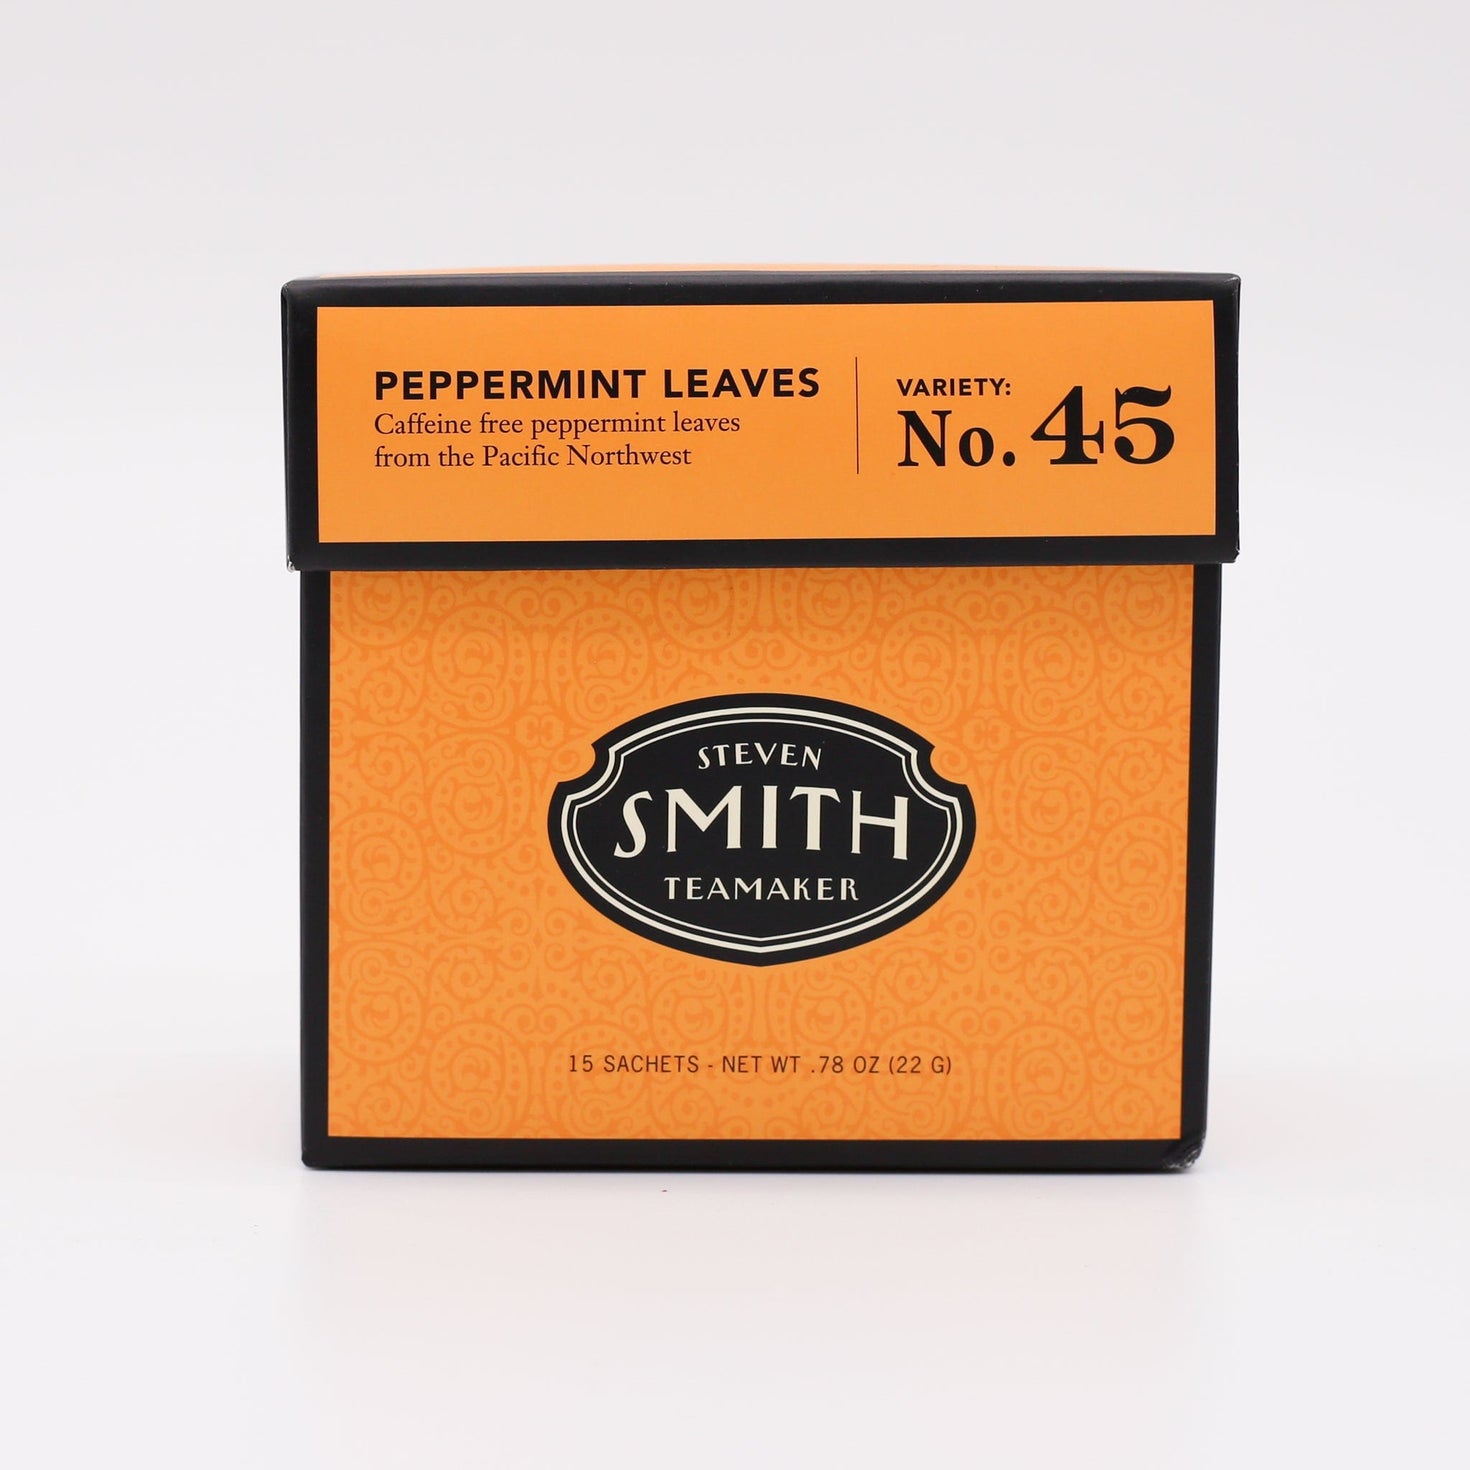 PEPPERMINT LEAVES
Caffeine free peppermint leaves
from the Pacific Northwest
VARIETY:
No. 45
STEVEN
SMITH
TEAMAKER
15 SACHETS - NET WT .78 OZ (22 G)